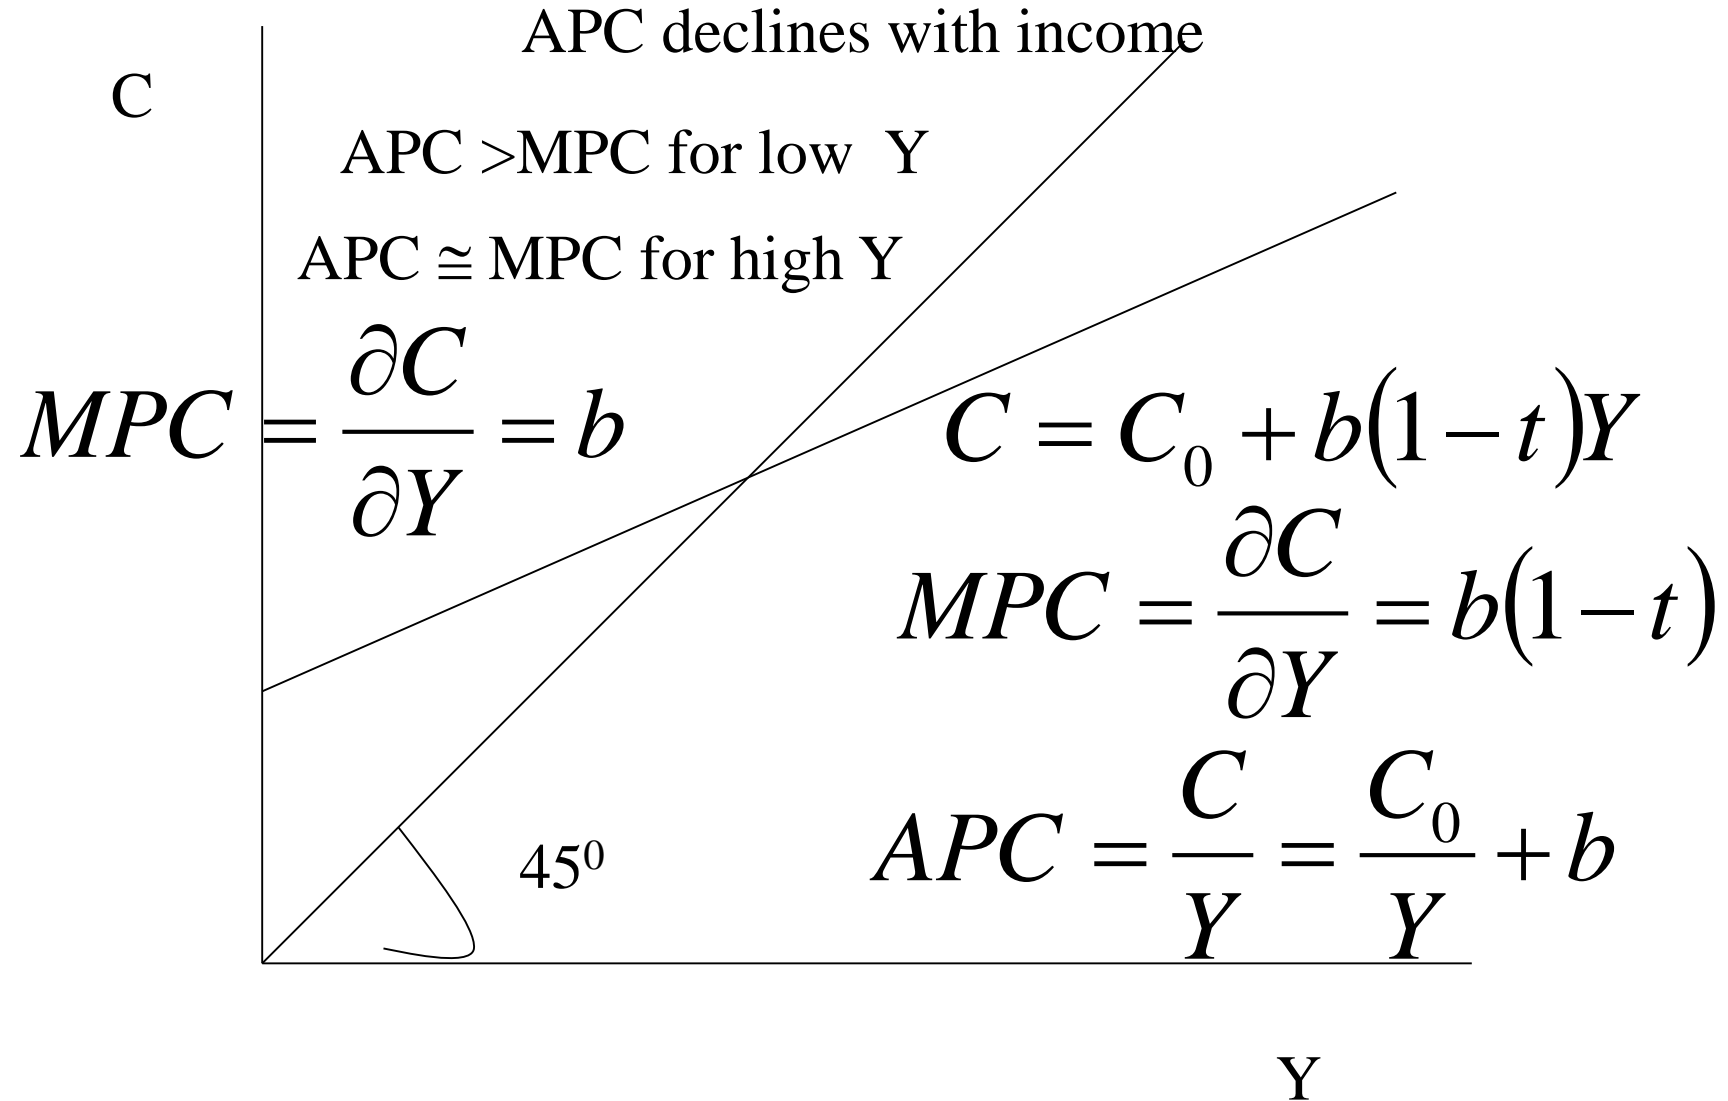 APC declines with income
C
APC >MPC for low Y
APC ≅ MPC for high Y
MPC = ∂C/∂Y = b
C = C₀ + b(1 − t)Y
MPC = ∂C/∂Y = b(1 − t)
APC = C/Y = C₀/Y + b
45⁰
Y